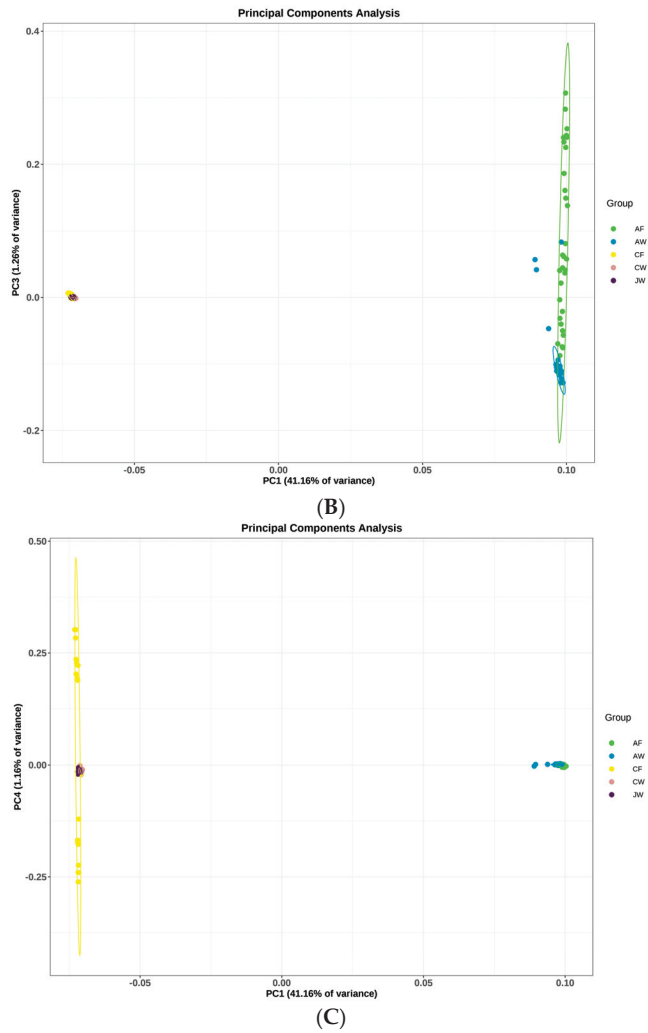 Principal Components Analysis
0.4
0.2
0.0
-0.2
PC3 (1.26% of variance)
-0.05
0.00
0.05
0.10
PC1 (41.16% of variance)
Group
AF
AW
CF
CW
JW
(B)
Principal Components Analysis
0.50
0.25
0.00
-0.25
PC4 (1.16% of variance)
-0.05
0.00
0.05
0.10
PC1 (41.16% of variance)
Group
AF
AW
CF
CW
JW
(C)